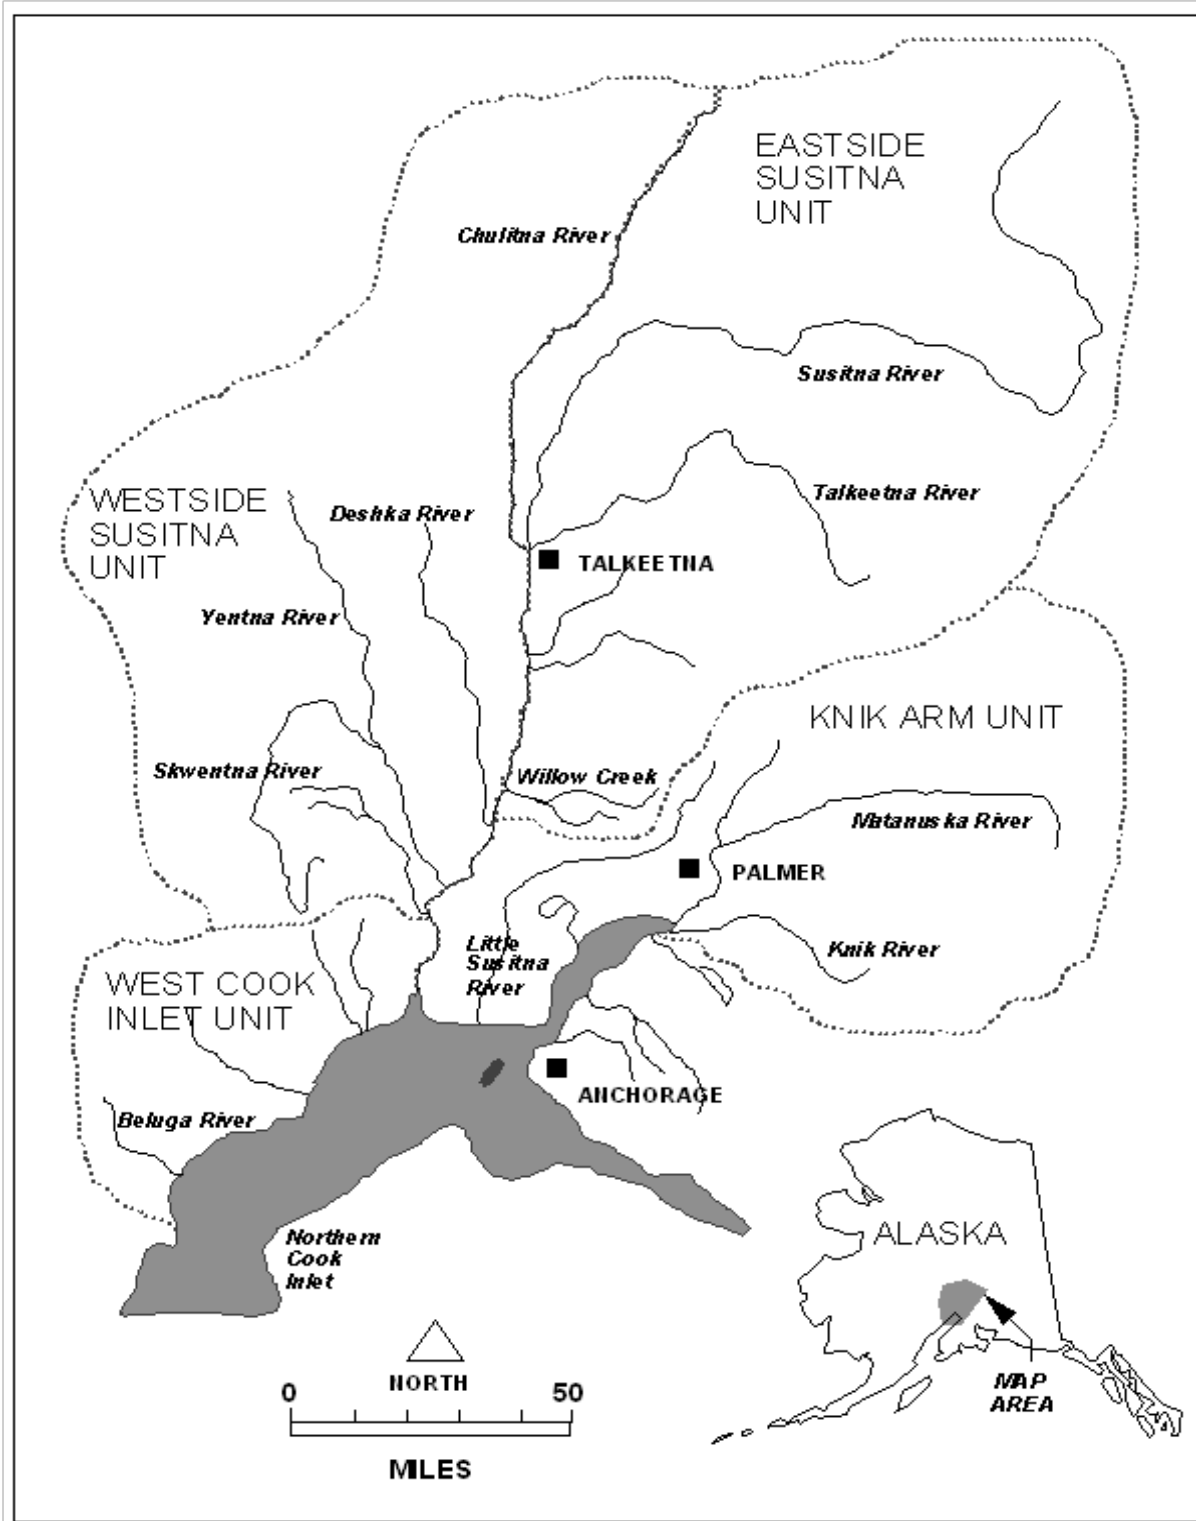 EASTSIDE
SUSITNA
UNIT
Chulitna River
Susitna River
WESTSIDE
SUSITNA
UNIT
Deshka River
Talkeetna River
TALKEETNA
Yentna River
KNIK ARM UNIT
Skwentna River
Willow Creek
Matanuska River
PALMER
Little
Susitna
River
Knik River
WEST COOK
INLET UNIT
ANCHORAGE
Beluga River
Northern
Cook
Inlet
ALASKA
MAP
AREA
NORTH
0 50
MILES